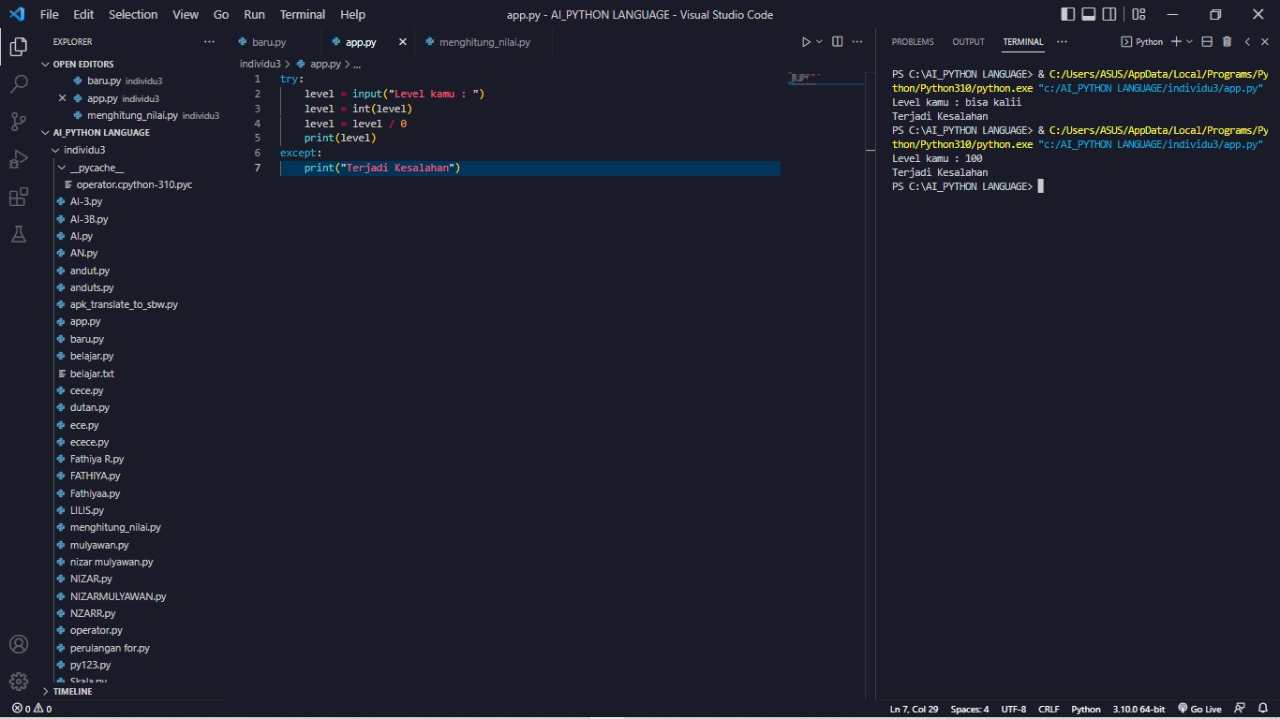 File Edit Selection View Go Run Terminal Help app.py - AI_PYTHON LANGUAGE - Visual Studio Code
EXPLORER
OPEN EDITORS
baru.py individu3
app.py individu3
menghitung_nilai.py individu3
AI_PYTHON LANGUAGE
individu3
__pycache__
operator.cpython-310.pyc
AI-3.py
AI-3B.py
AI.py
AN.py
andut.py
anduts.py
apk_translate_to_sbw.py
app.py
baru.py
belajar.py
belajar.txt
cece.py
dutan.py
ece.py
ecece.py
Fathiya R.py
FATHIYA.py
Fathiyaa.py
LILIS.py
menghitung_nilai.py
mulyawan.py
nizar mulyawan.py
NIZAR.py
NIZARMULYAWAN.py
NZARR.py
operator.py
perulangan for.py
py123.py
Skala.py
TIMELINE
baru.py app.py menghitung_nilai.py
individu3 > app.py > ...
1 try:
2 level = input("Level kamu : ")
3 level = int(level)
4 level = level / 0
5 print(level)
6 except:
7 print("Terjadi Kesalahan")
PROBLEMS OUTPUT TERMINAL ... Python
PS C:\AI_PYTHON LANGUAGE> & C:/Users/ASUS/AppData/Local/Programs/Py
thon/Python310/python.exe "c:/AI_PYTHON LANGUAGE/individu3/app.py"
Level kamu : bisa kalii
Terjadi Kesalahan
PS C:\AI_PYTHON LANGUAGE> & C:/Users/ASUS/AppData/Local/Programs/Py
thon/Python310/python.exe "c:/AI_PYTHON LANGUAGE/individu3/app.py"
Level kamu : 100
Terjadi Kesalahan
PS C:\AI_PYTHON LANGUAGE>
0 0 Ln 7, Col 29 Spaces: 4 UTF-8 CRLF Python 3.10.0 64-bit Go Live